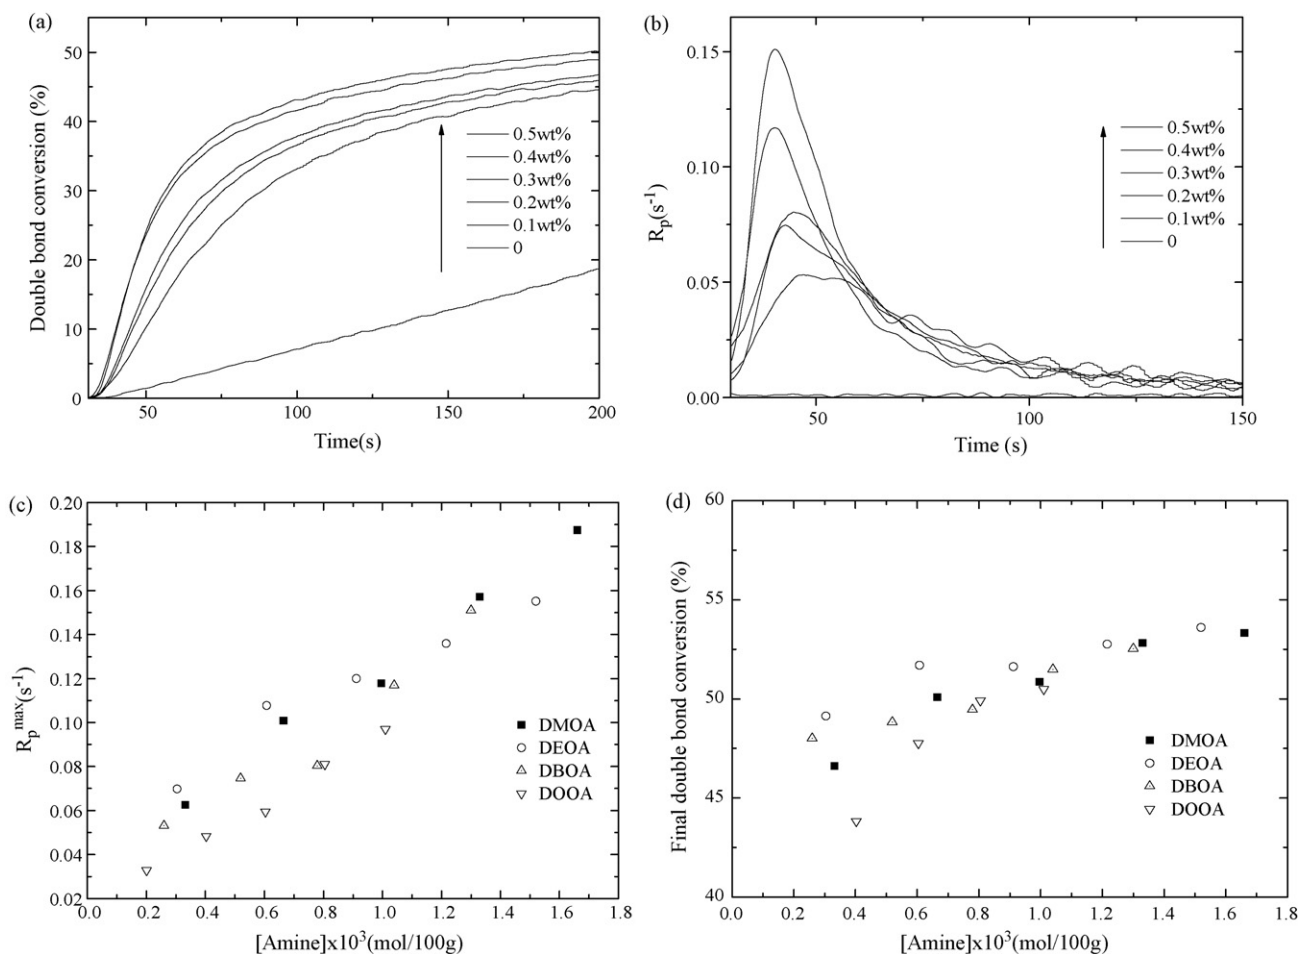 (a)
Double bond conversion (%)
50
40
30
20
10
0
0.5wt%
0.4wt%
0.3wt%
0.2wt%
0.1wt%
0
50
100
150
200
Time(s)
(b)
Rp(s-1)
0.15
0.10
0.05
0.00
0.5wt%
0.4wt%
0.3wt%
0.2wt%
0.1wt%
0
50
100
150
Time (s)
(c)
Rpmax(s-1)
0.20
0.18
0.16
0.14
0.12
0.10
0.08
0.06
0.04
0.02
DMOA
DEOA
DBOA
DOOA
0.0 0.2 0.4 0.6 0.8 1.0 1.2 1.4 1.6 1.8
[Amine]x10³(mol/100g)
(d)
Final double bond conversion (%)
60
55
50
45
40
DMOA
DEOA
DBOA
DOOA
0.0 0.2 0.4 0.6 0.8 1.0 1.2 1.4 1.6 1.8
[Amine]x10³(mol/100g)